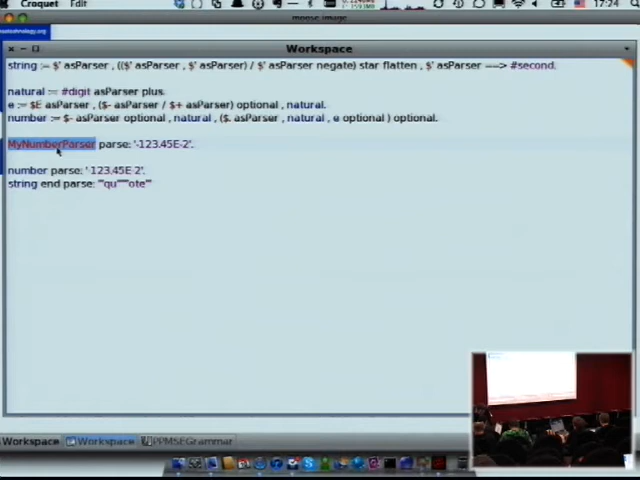 Croquet Edit 17:24
moose.image
Workspace
string := $' asParser , (($' asParser , $' asParser) / $' asParser negate) star flatten , $' asParser ==> #second.
natural := #digit asParser plus.
e := $E asParser , ($- asParser / $+ asParser) optional , natural.
number := $- asParser optional , natural , ($. asParser , natural , e optional ) optional.
MyNumberParser parse: '-123.45E-2'.
number parse: '-123.45E-2'.
string end parse: '''qu''''ote'''
Workspace Workspace PPMSEGrammar